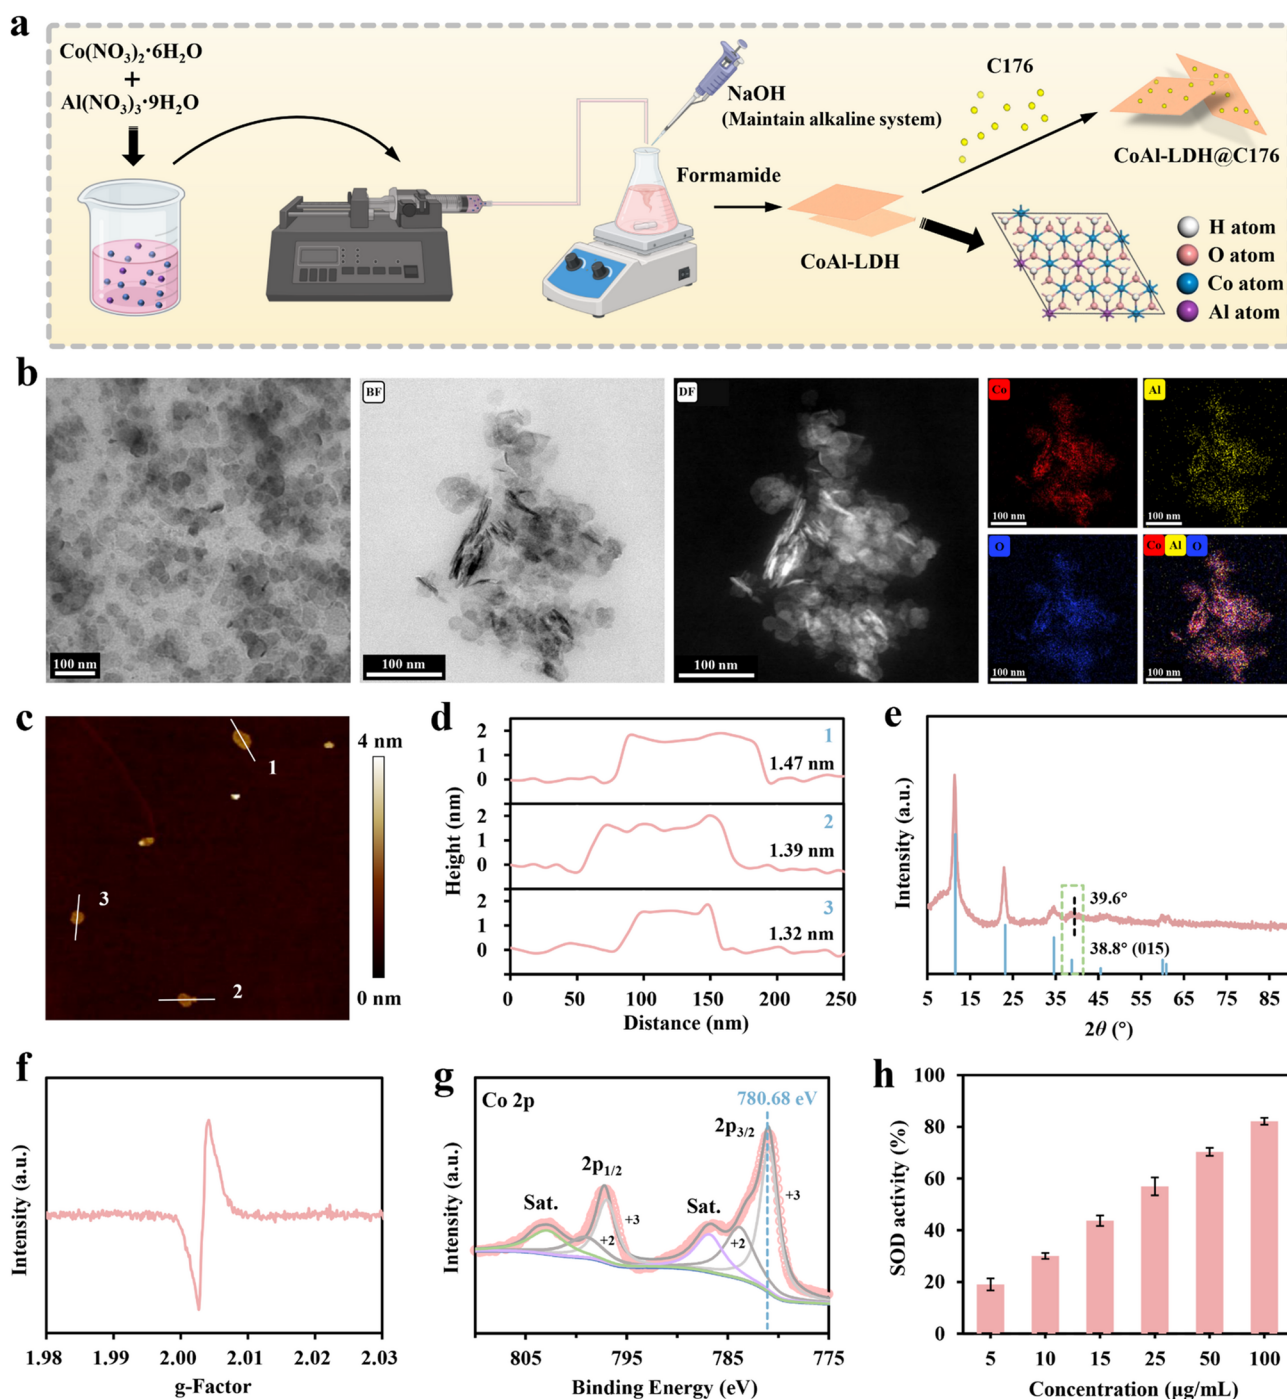 a
Co(NO₃)₂·6H₂O
+
Al(NO₃)₃·9H₂O
NaOH
(Maintain alkaline system)
Formamide
CoAl-LDH
C176
CoAl-LDH@C176
H atom
O atom
Co atom
Al atom
b
100 nm
BF
100 nm
DF
100 nm
Co
100 nm
Al
100 nm
O
100 nm
Co Al O
100 nm
c
1
2
3
4 nm
0 nm
d
Height (nm)
2
1
0
1
1.47 nm
2
1
0
2
1.39 nm
2
1
0
3
1.32 nm
0 50 100 150 200 250
Distance (nm)
e
Intensity (a.u.)
39.6°
38.8° (015)
5 15 25 35 45 55 65 75 85
2θ (°)
f
Intensity (a.u.)
1.98 1.99 2.00 2.01 2.02 2.03
g-Factor
g
Intensity (a.u.)
Co 2p
780.68 eV
2p₃/₂
2p₁/₂
Sat.
+3
+2
Sat.
+2
+3
805 795 785 775
Binding Energy (eV)
h
SOD activity (%)
100
80
60
40
20
0
5 10 15 25 50 100
Concentration (μg/mL)